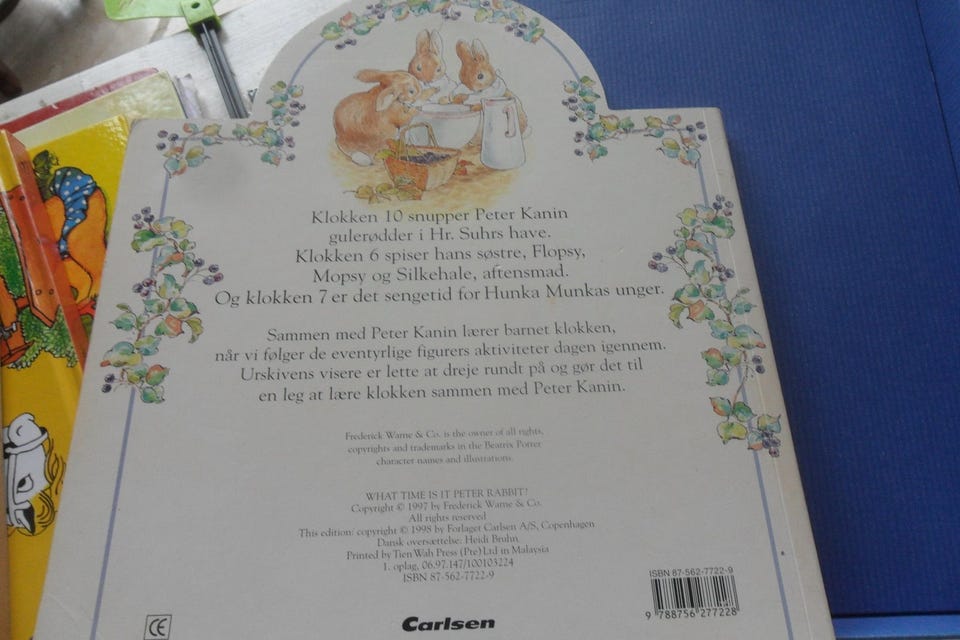 Klokken 10 snupper Peter Kanin
gulerødder i Hr. Suhrs have.
Klokken 6 spiser hans søstre, Flopsy,
Mopsy og Silkehale, aftensmad.
Og klokken 7 er det sengetid for Hunka Munkas unger.
Sammen med Peter Kanin lærer barnet klokken,
når vi følger de eventyrlige figurers aktiviteter dagen igennem.
Urskivens visere er lette at dreje rundt på og gør det til
en leg at lære klokken sammen med Peter Kanin.
Frederick Warne & Co. is the owner of all rights,
copyrights and trademarks in the Beatrix Potter
character names and illustrations.
WHAT TIME IS IT PETER RABBIT?
Copyright © 1997 by Frederick Warne & Co.
All rights reserved
This edition: copyright © 1998 by Forlaget Carlsen A/S, Copenhagen
Dansk oversættelse: Heidi Bruhn
Printed by Tien Wah Press (Pte) Ltd in Malaysia
1. oplag, 06.97.147/100103224
ISBN 87-562-7722-9
ISBN 87-562-7722-9
9 788756 277228
CE
Carlsen